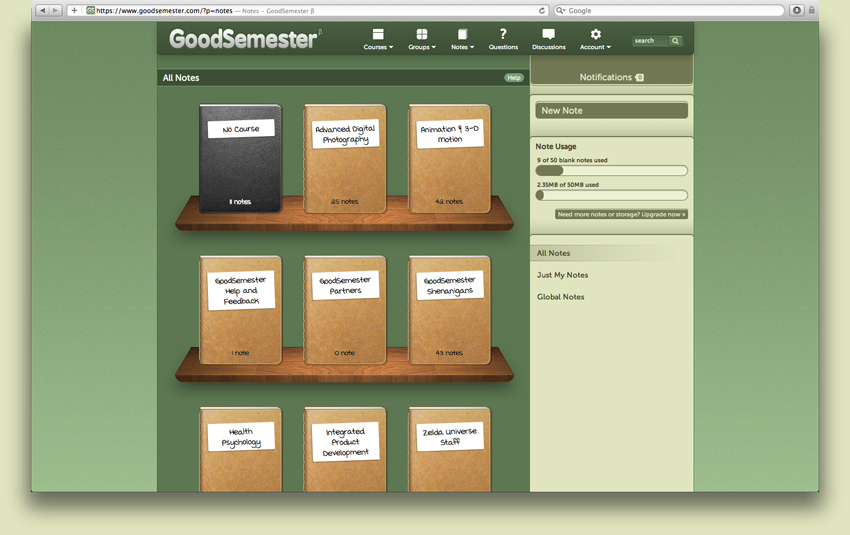 https://www.goodsemester.com/?p=notes — Notes – GoodSemester β
Google
GoodSemester β
Courses
Groups
Notes
Questions
Discussions
Account
search
All Notes
Help
Notifications 0
No Course
11 notes
Advanced Digital
Photography
25 notes
Animation & 3-D
motion
42 notes
GoodSemester
Help and
Feedback
1 note
GoodSemester
Partners
0 note
GoodSemester
Shenanigans
43 notes
Health
Psychology
Integrated
Product
Development
Zelda Universe
Staff
New Note
Note Usage
9 of 50 blank notes used
2.35MB of 50MB used
Need more notes or storage? Upgrade now »
All Notes
Just My Notes
Global Notes